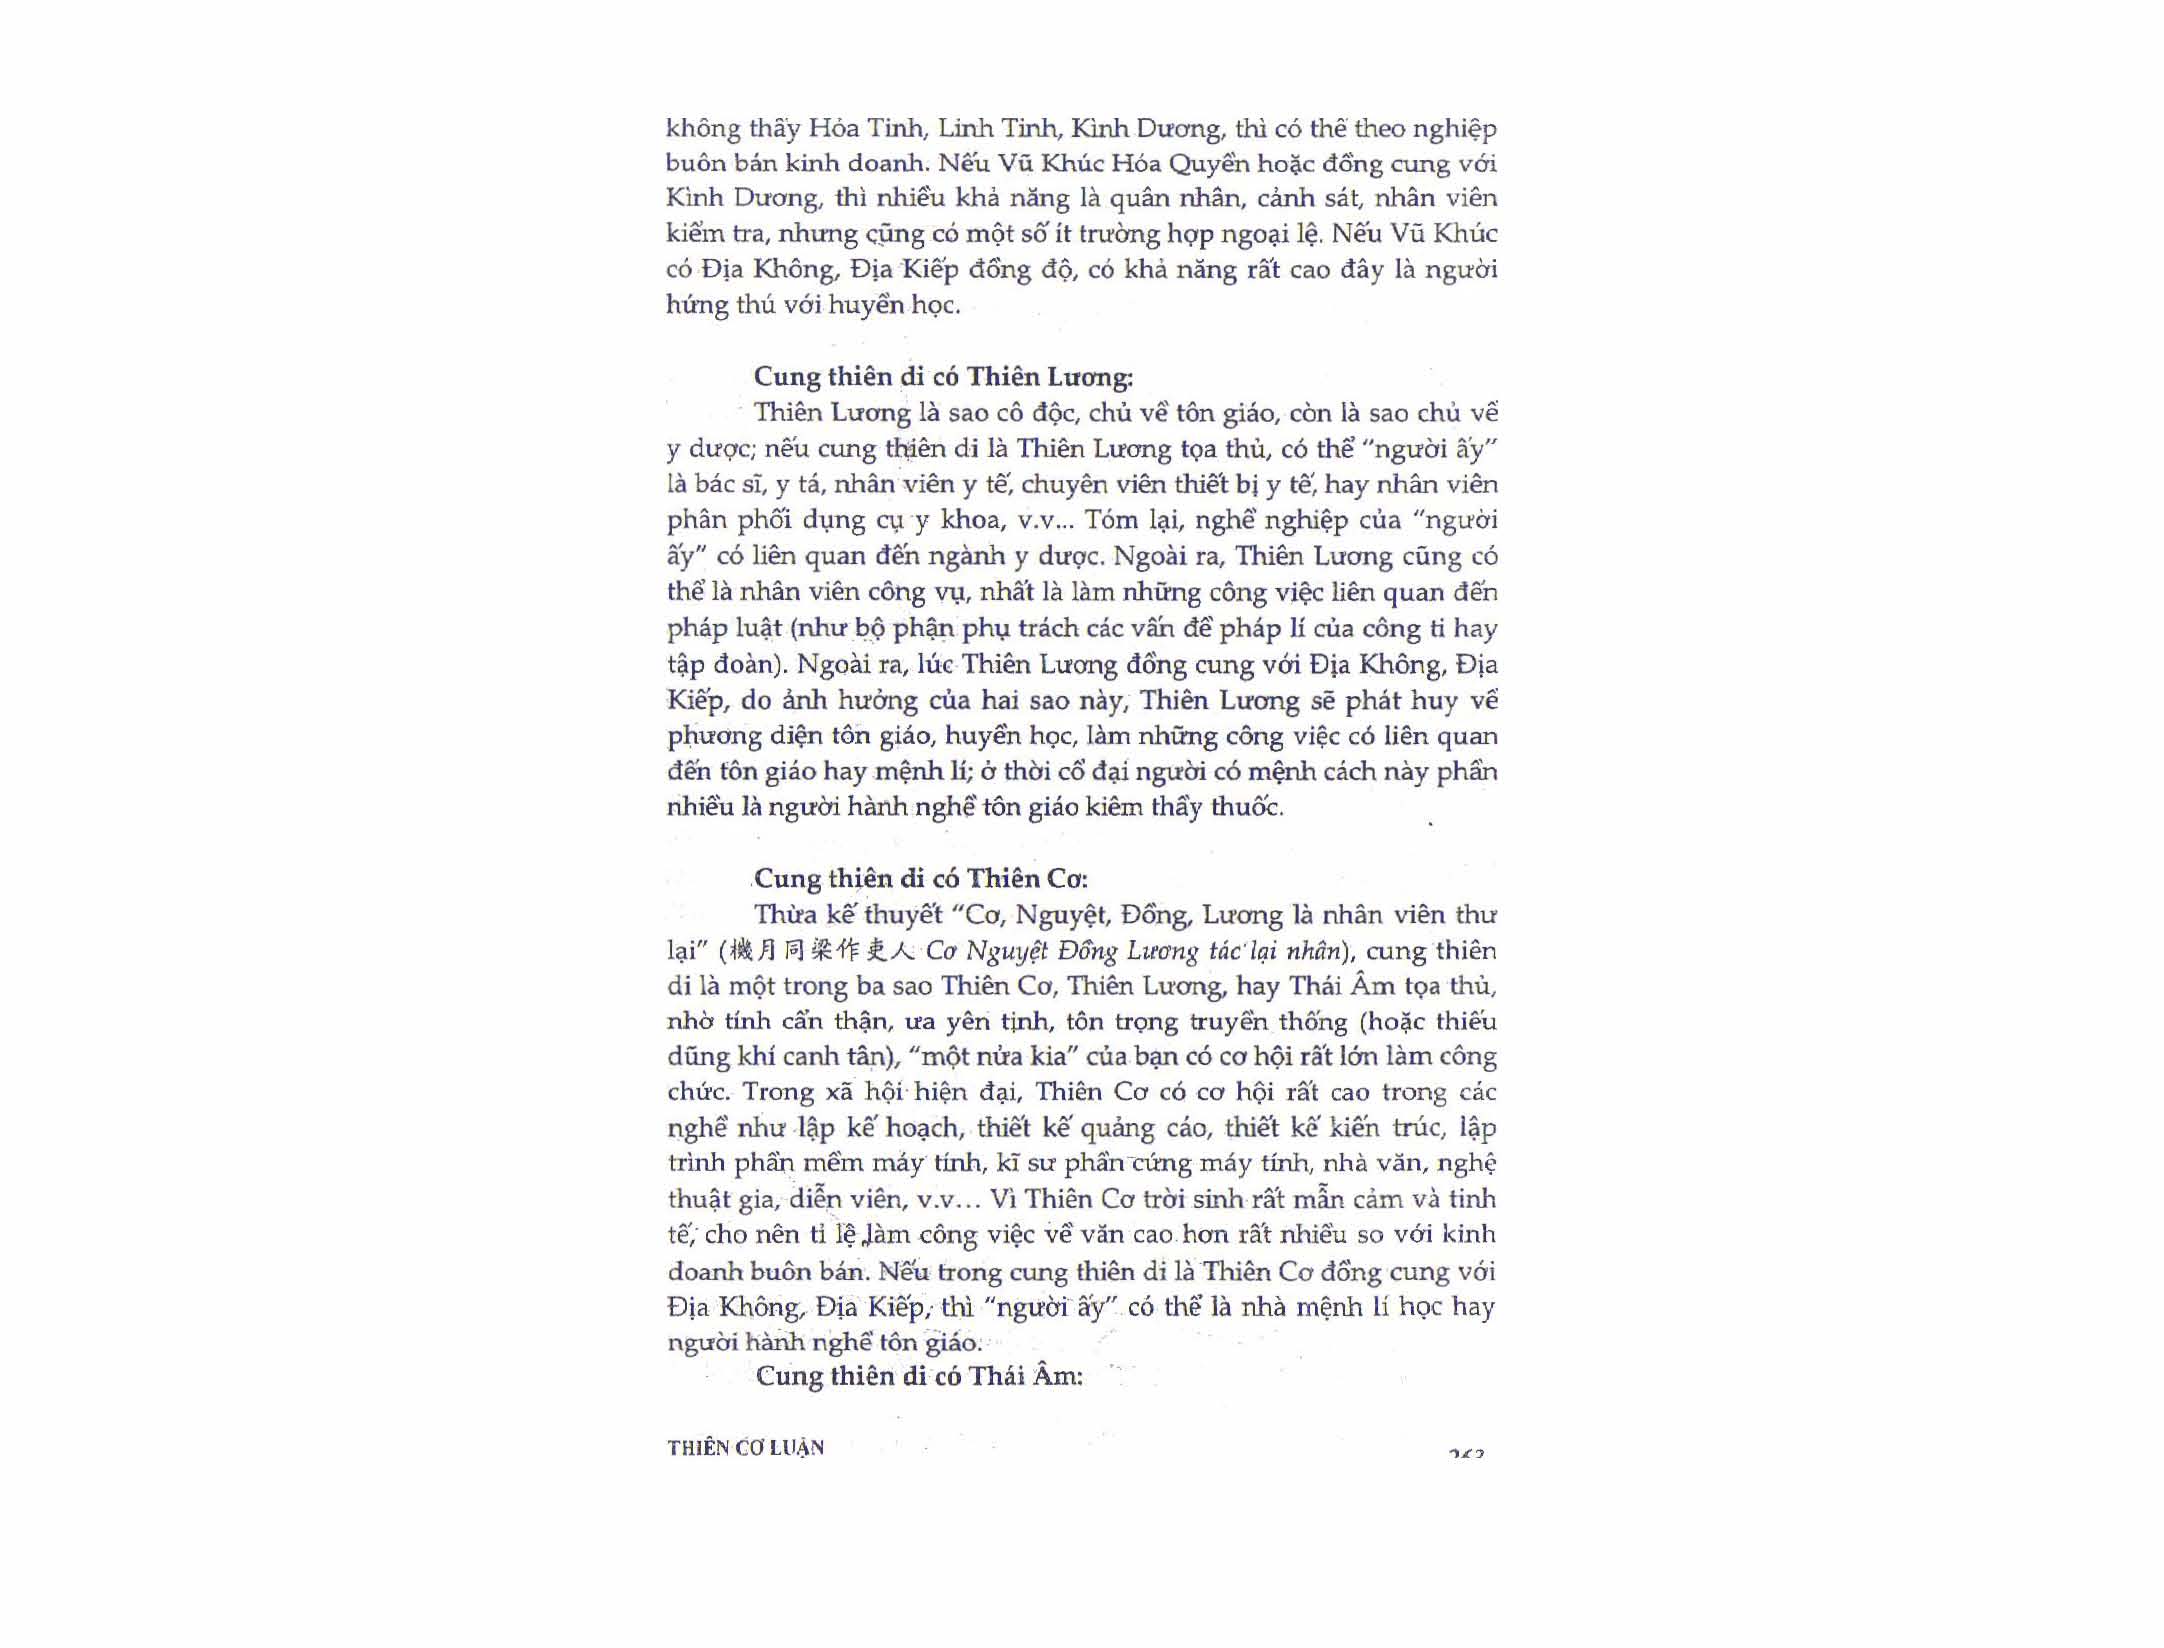 không thấy Hỏa Tinh, Linh Tinh, Kình Dương, thì có thể theo nghiệp
buôn bán kinh doanh. Nếu Vũ Khúc Hóa Quyền hoặc đồng cung với
Kình Dương, thì nhiều khả năng là quân nhân, cảnh sát, nhân viên
kiểm tra, nhưng cũng có một số ít trường hợp ngoại lệ. Nếu Vũ Khúc
có Địa Không, Địa Kiếp đồng độ, có khả năng rất cao đây là người
hứng thú với huyền học.
Cung thiên di có Thiên Lương:
Thiên Lương là sao cô độc, chủ về tôn giáo, còn là sao chủ về
y dược; nếu cung thiên di là Thiên Lương tọa thủ, có thể "người ấy"
là bác sĩ, y tá, nhân viên y tế, chuyên viên thiết bị y tế, hay nhân viên
phân phối dụng cụ y khoa, v.v... Tóm lại, nghề nghiệp của "người
ấy" có liên quan đến ngành y dược. Ngoài ra, Thiên Lương cũng có
thể là nhân viên công vụ, nhất là làm những công việc liên quan đến
pháp luật (như bộ phận phụ trách các vấn đề pháp lí của công ti hay
tập đoàn). Ngoài ra, lúc Thiên Lương đồng cung với Địa Không, Địa
Kiếp, do ảnh hưởng của hai sao này, Thiên Lương sẽ phát huy về
phương diện tôn giáo, huyền học, làm những công việc có liên quan
đến tôn giáo hay mệnh lí; ở thời cổ đại người có mệnh cách này phần
nhiều là người hành nghề tôn giáo kiêm thầy thuốc.
Cung thiên di có Thiên Cơ:
Thừa kế thuyết "Cơ, Nguyệt, Đồng, Lương là nhân viên thư
lại" (機月同梁作吏人 Cơ Nguyệt Đồng Lương tác lại nhân), cung thiên
di là một trong ba sao Thiên Cơ, Thiên Lương, hay Thái Âm tọa thủ,
nhờ tính cẩn thận, ưa yên tịnh, tôn trọng truyền thống (hoặc thiếu
dũng khí canh tân), "một nửa kia" của bạn có cơ hội rất lớn làm công
chức. Trong xã hội hiện đại, Thiên Cơ có cơ hội rất cao trong các
nghề như lập kế hoạch, thiết kế quảng cáo, thiết kế kiến trúc, lập
trình phần mềm máy tính, kĩ sư phần cứng máy tính, nhà văn, nghệ
thuật gia, diễn viên, v.v... Vì Thiên Cơ trời sinh rất mẫn cảm và tinh
tế, cho nên tỉ lệ làm công việc về văn cao hơn rất nhiều so với kinh
doanh buôn bán. Nếu trong cung thiên di là Thiên Cơ đồng cung với
Địa Không, Địa Kiếp, thì "người ấy" có thể là nhà mệnh lí học hay
người hành nghề tôn giáo.
Cung thiên di có Thái Âm:
THIÊN CƠ LUẬN